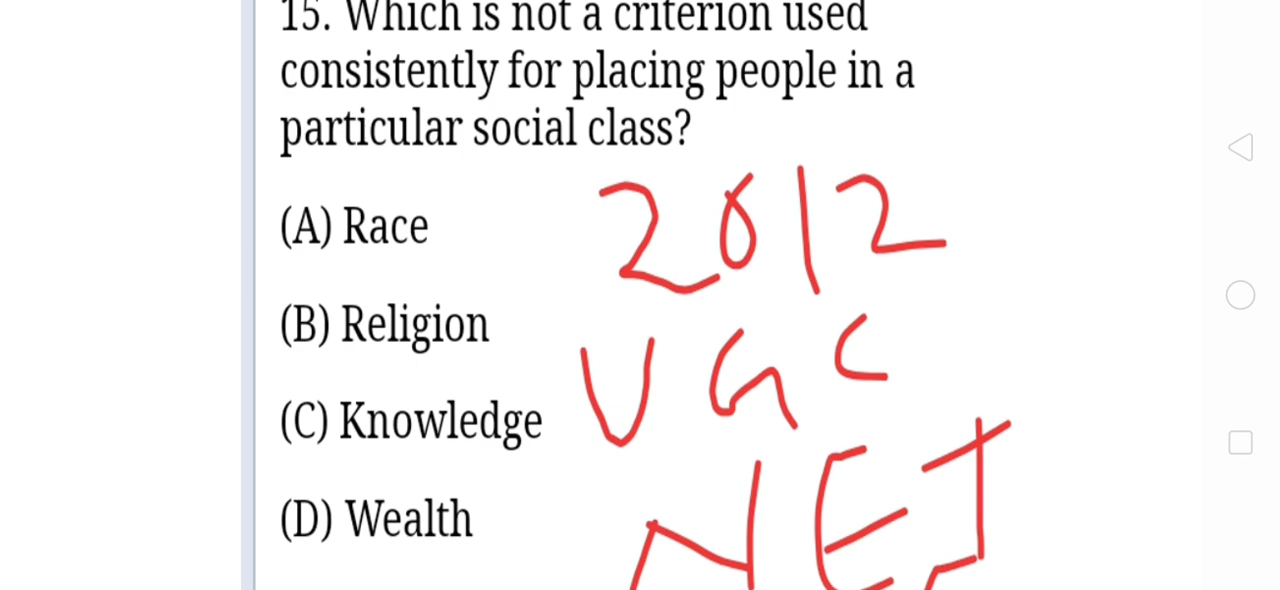 15. Which is not a criterion used
consistently for placing people in a
particular social class?
(A) Race
(B) Religion
(C) Knowledge
(D) Wealth
2012
UGC
NET